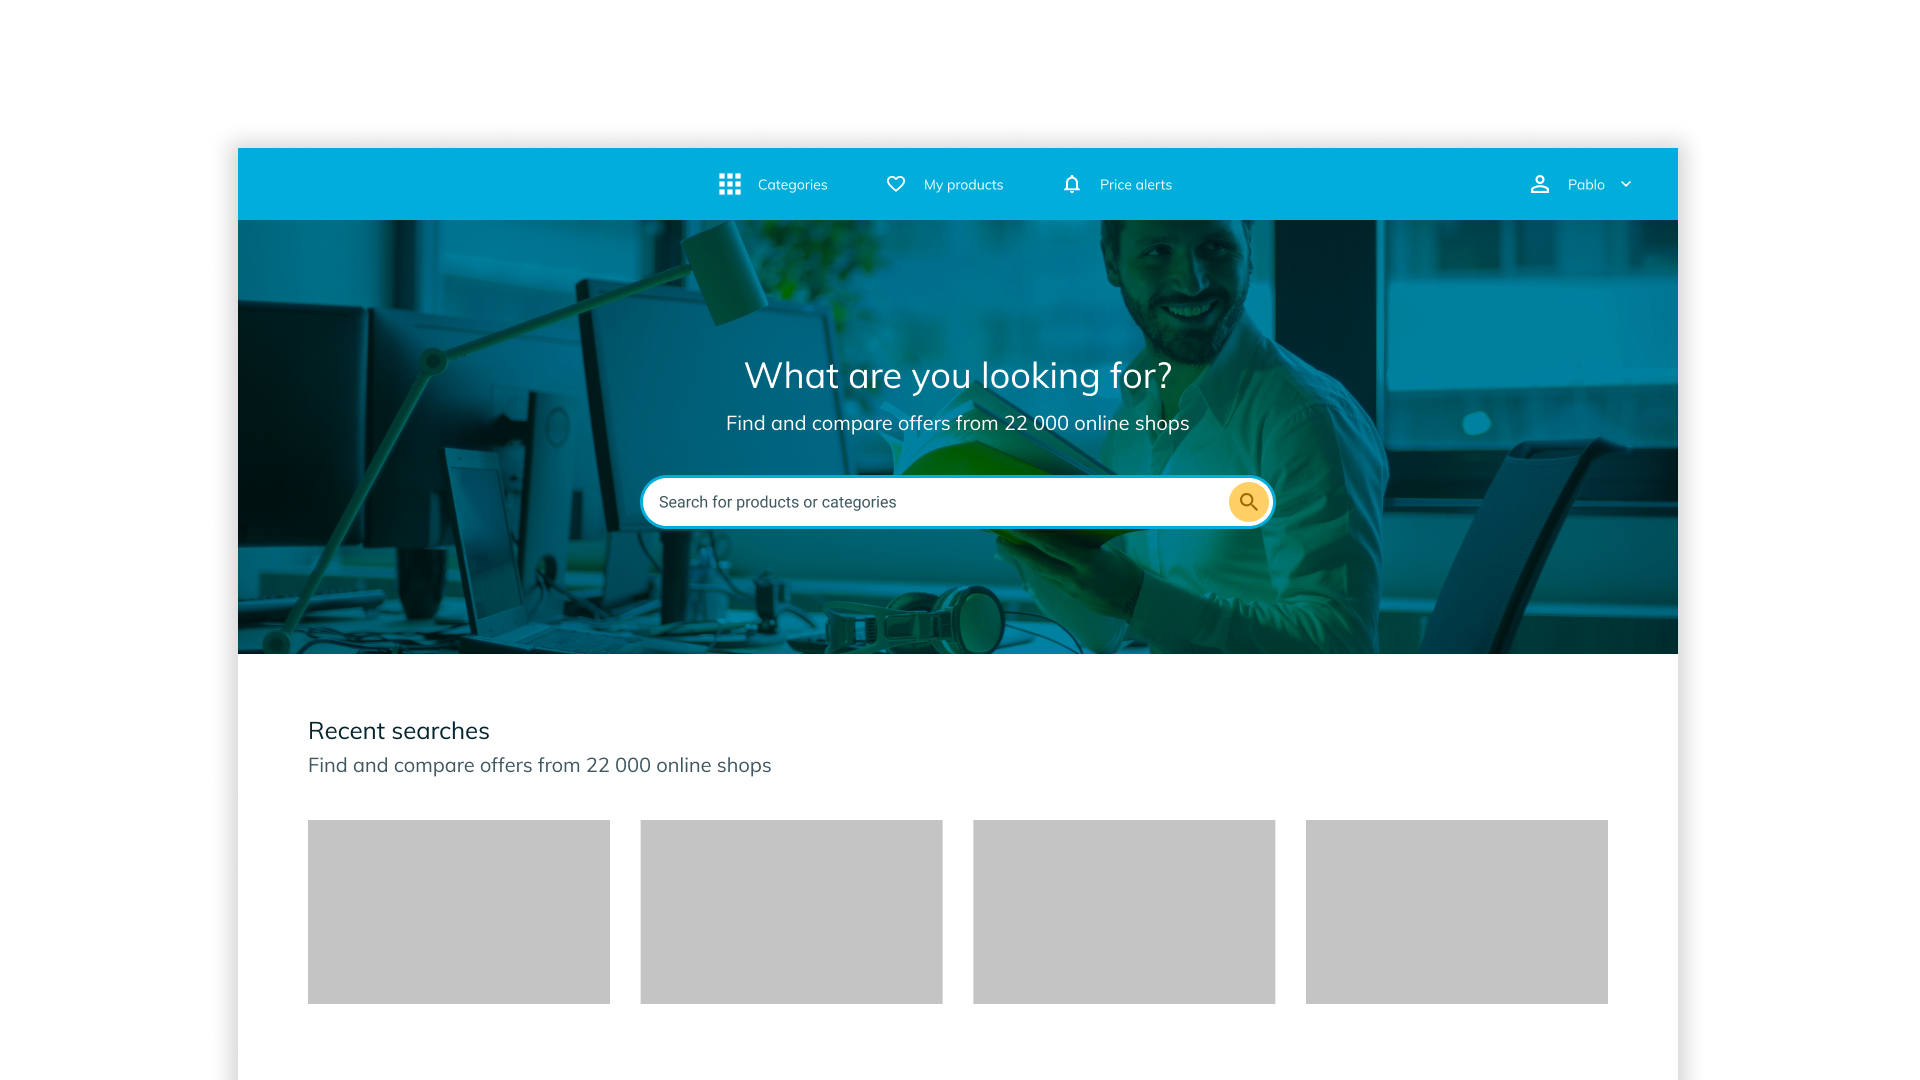 Categories
My products
Price alerts
Pablo
What are you looking for?
Find and compare offers from 22 000 online shops
Search for products or categories
Recent searches
Find and compare offers from 22 000 online shops